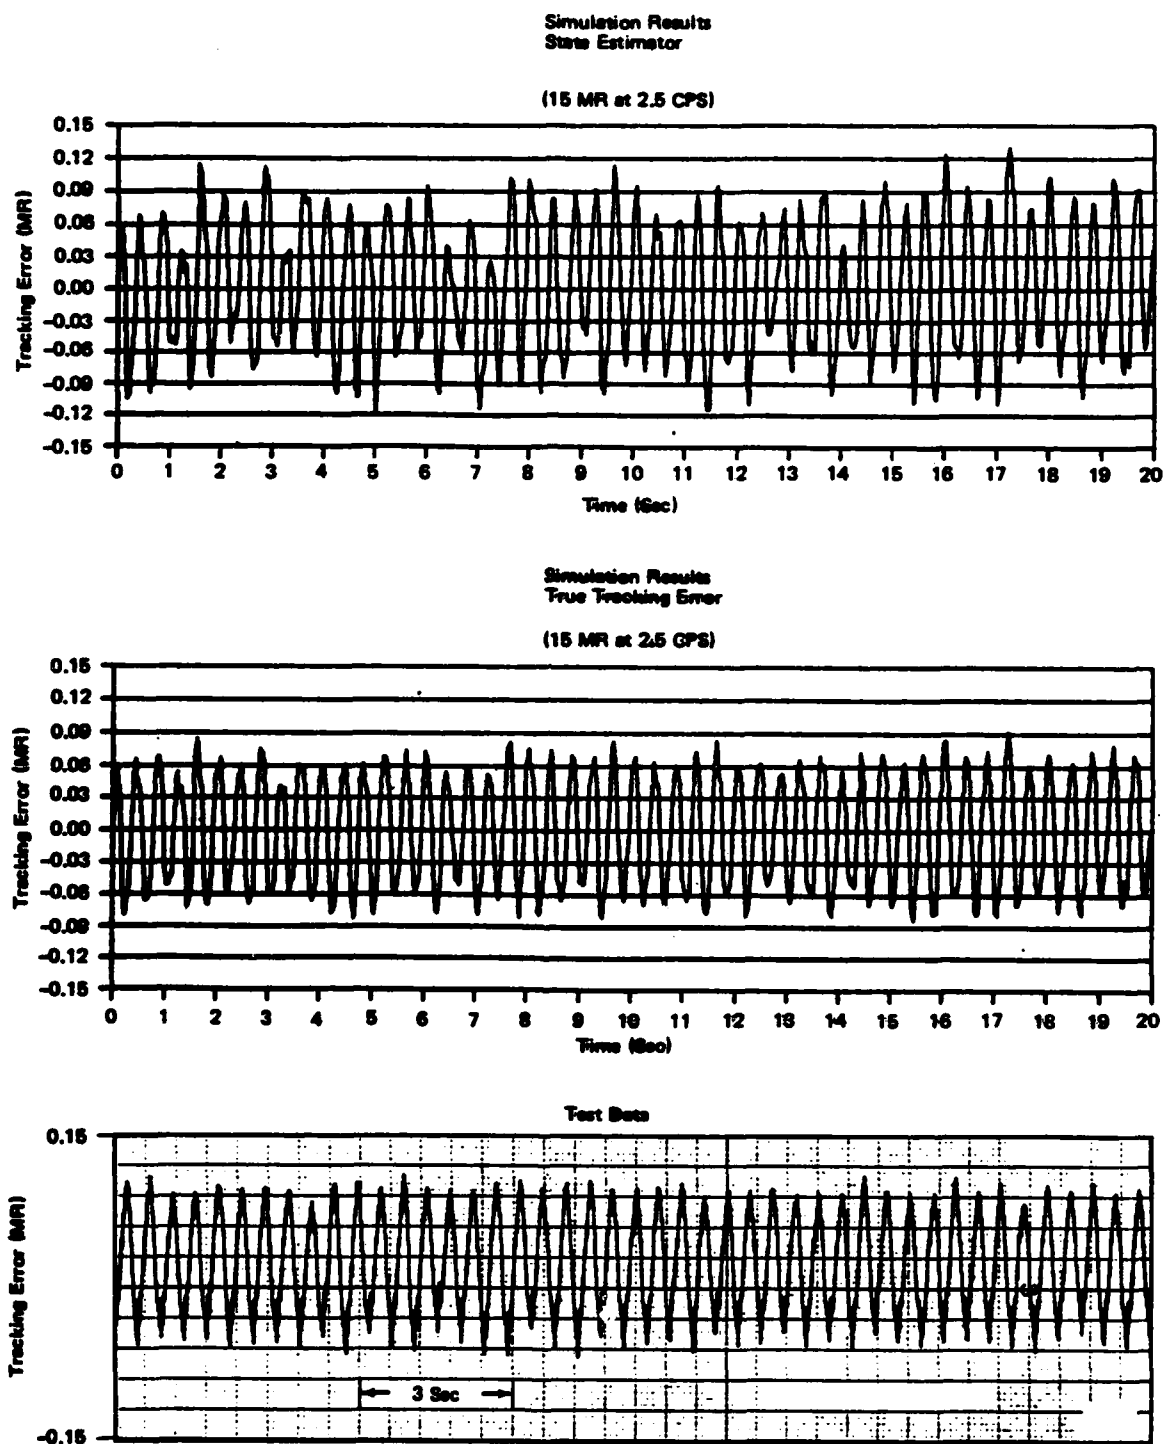 Simulation Results
State Estimator
(15 MR at 2.5 CPS)
0.15
0.12
0.09
0.06
0.03
0.00
-0.03
-0.06
-0.09
-0.12
-0.15
Tracking Error (MR)
0 1 2 3 4 5 6 7 8 9 10 11 12 13 14 15 16 17 18 19 20
Time (Sec)
Simulation Results
True Tracking Error
(15 MR at 2.5 CPS)
0.15
0.12
0.09
0.06
0.03
0.00
-0.03
-0.06
-0.09
-0.12
-0.15
Tracking Error (MR)
0 1 2 3 4 5 6 7 8 9 10 11 12 13 14 15 16 17 18 19 20
Time (Sec)
Test Data
0.15
Tracking Error (MR)
3 Sec
-0.15